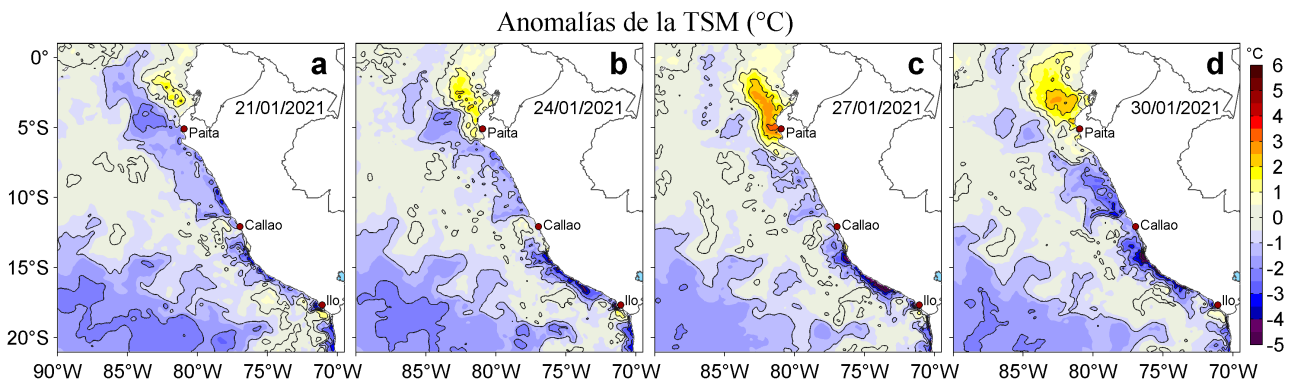 Anomalías de la TSM (°C)
a
21/01/2021
Paita
Callao
Ilo
b
24/01/2021
Paita
Callao
Ilo
c
27/01/2021
Paita
Callao
Ilo
d
30/01/2021
Paita
Callao
Ilo
0°
5°S
10°S
15°S
20°S
90°W 85°W 80°W 75°W 70°W
85°W 80°W 75°W 70°W
85°W 80°W 75°W 70°W
85°W 80°W 75°W 70°W
°C
6
5
4
3
2
1
0
-1
-2
-3
-4
-5